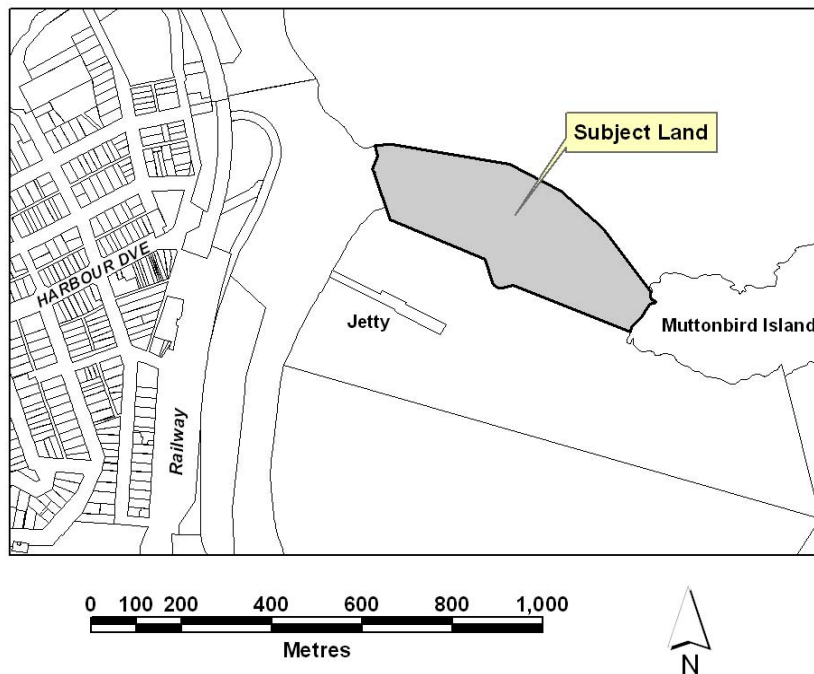 Subject Land
HARBOUR DVE
Jetty
Muttonbird Island
Railway
0 100 200 400 600 800 1,000
Metres
N